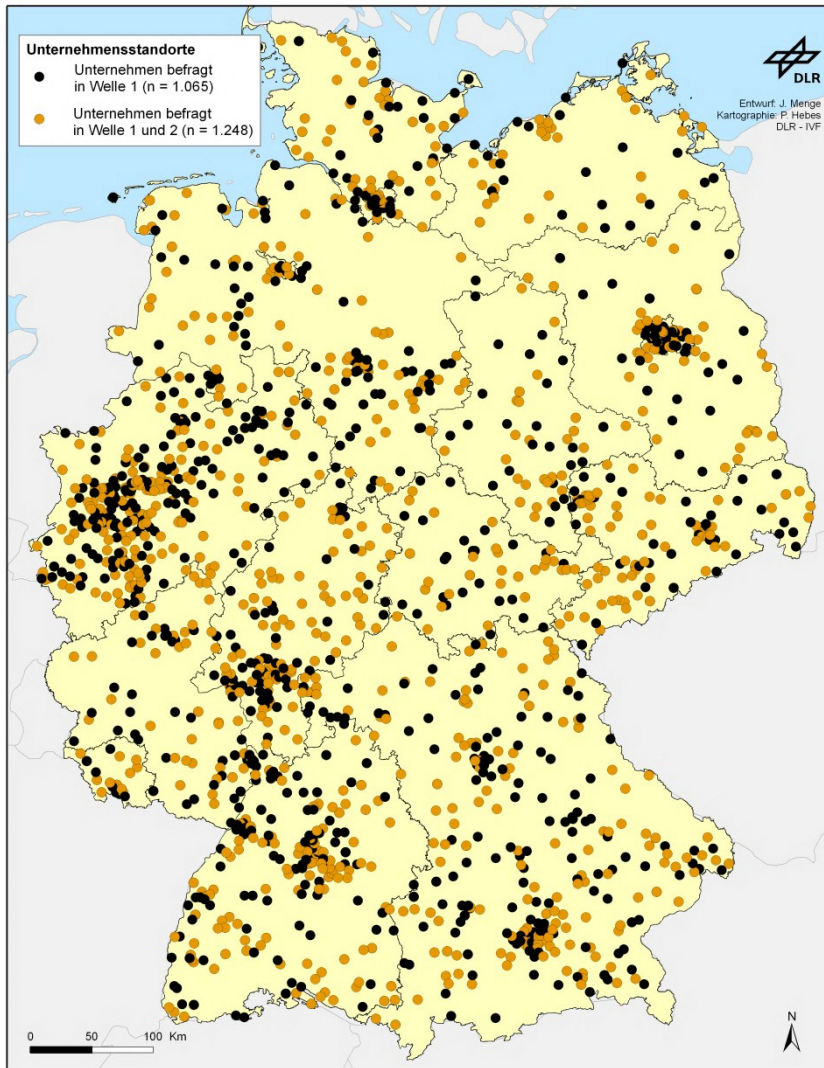 Unternehmensstandorte
Unternehmen befragt
in Welle 1 (n = 1.065)
Unternehmen befragt
in Welle 1 und 2 (n = 1.248)
DLR
Entwurf: J. Menge
Kartographie: P. Hebes
DLR - IVF
0 50 100 Km
N